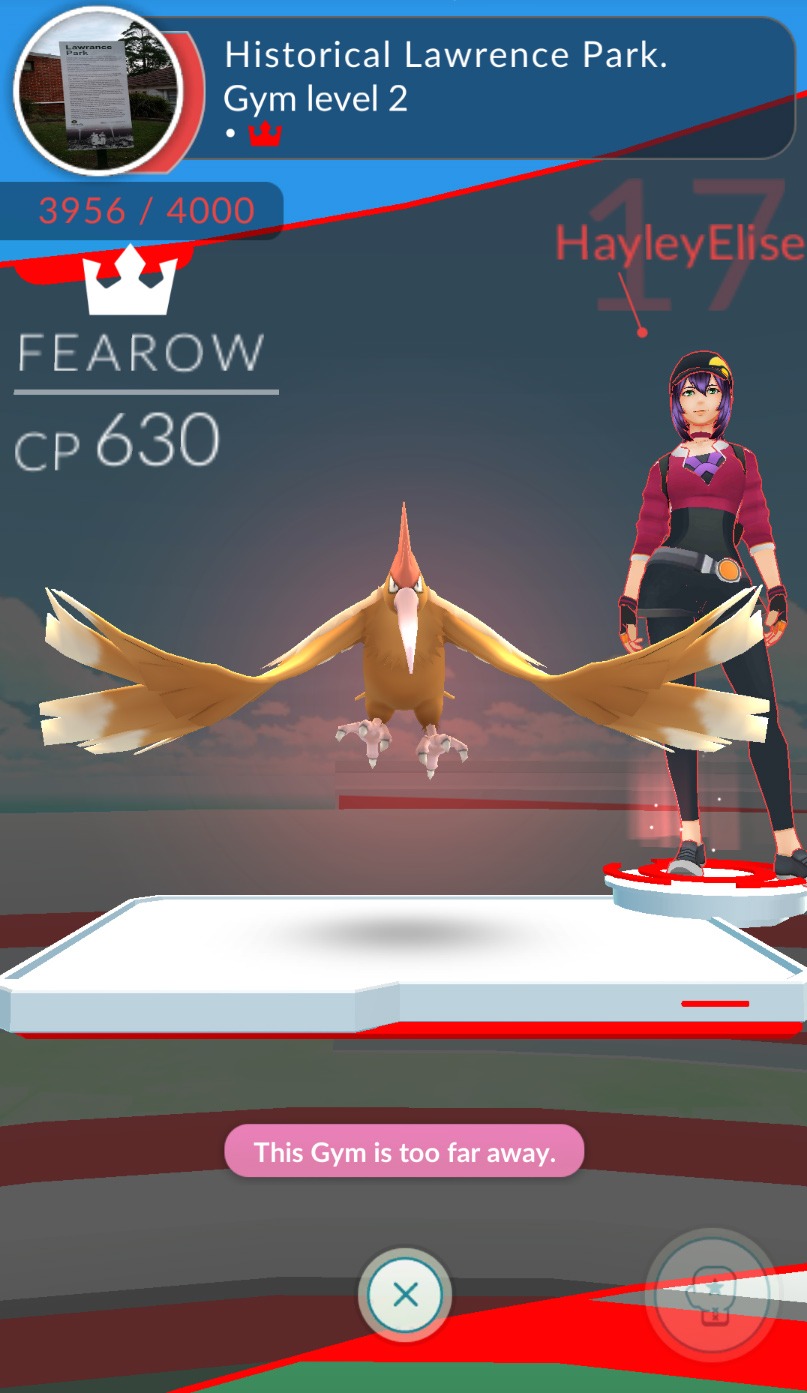 Lawrance
Park
Historical Lawrence Park.
Gym level 2
3956 / 4000
17
HayleyElise
FEAROW
CP 630
This Gym is too far away.